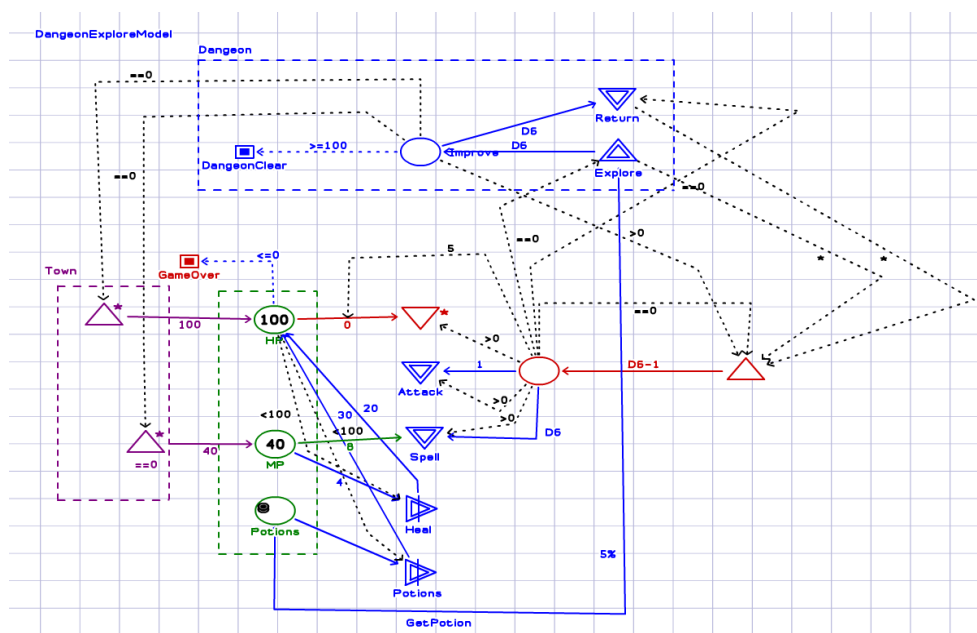 DangeonExploreModel
Dangeon
==0
Return
D6
>=100
Improve
D6
DangeonClear
Explore
==0
==0
>0
==0
5
<=0
*
*
GameOver
Town
*
100
100
0
*
==0
HP
>0
D6-1
1
Attack
<100
30
20
>0
>0
*
40
40
<100
8
D6
Spell
==0
MP
4
Heal
Potions
5%
Potions
GetPotion